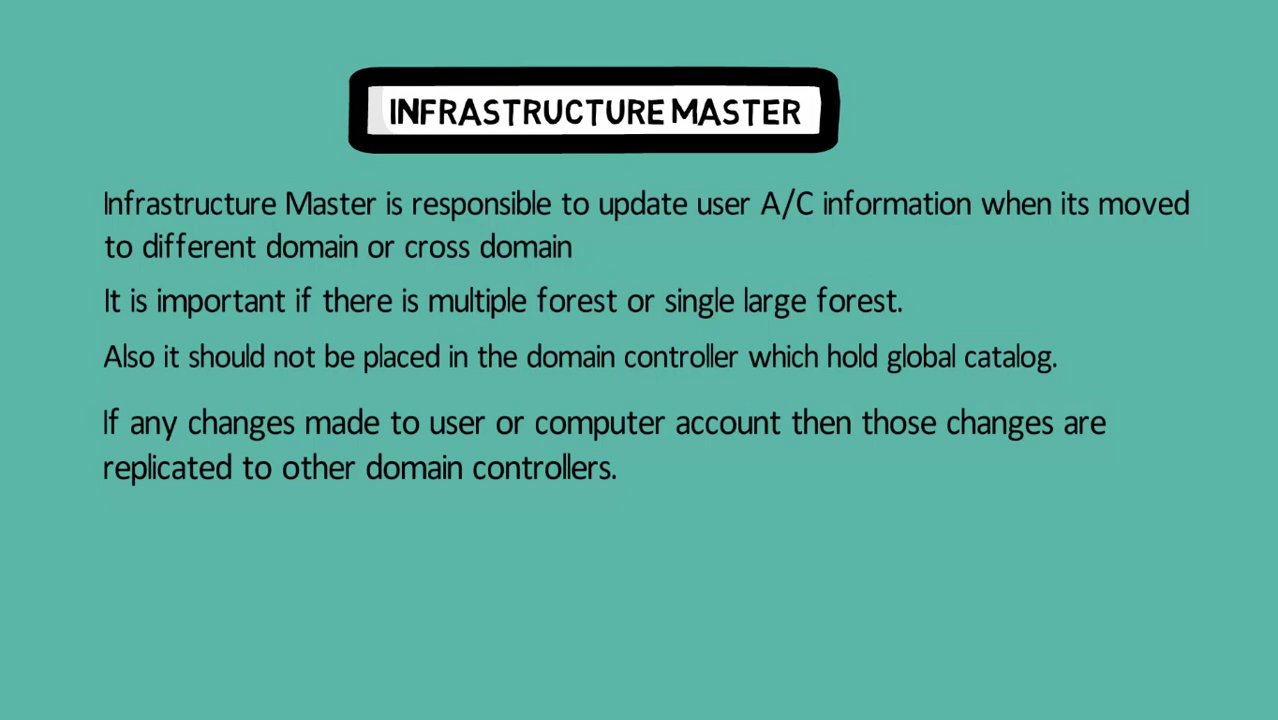 INFRASTRUCTURE MASTER
Infrastructure Master is responsible to update user A/C information when its moved
to different domain or cross domain
It is important if there is multiple forest or single large forest.
Also it should not be placed in the domain controller which hold global catalog.
If any changes made to user or computer account then those changes are
replicated to other domain controllers.